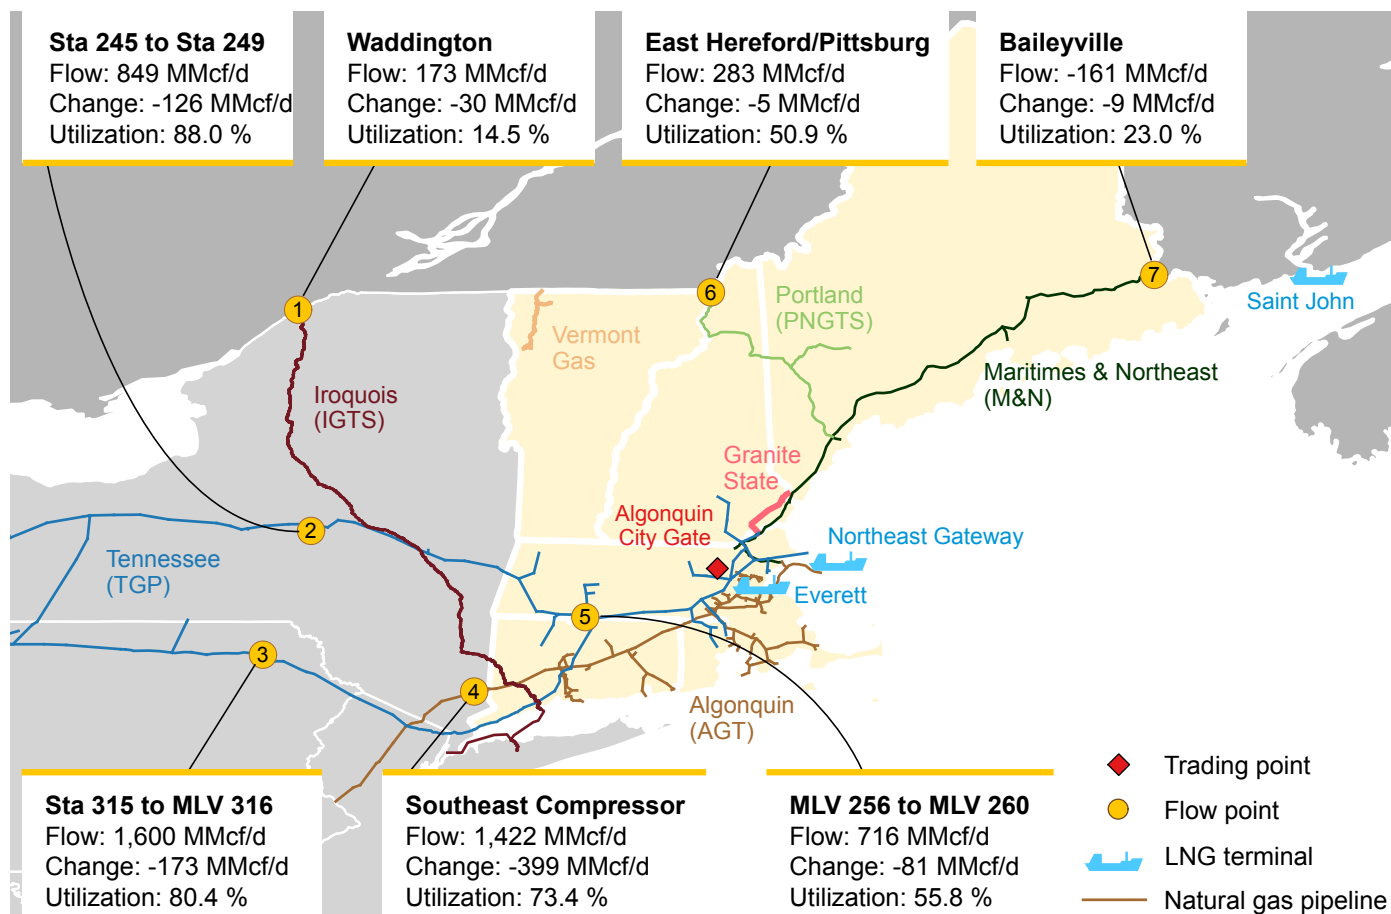 Sta 245 to Sta 249
Flow: 849 MMcf/d
Change: -126 MMcf/d
Utilization: 88.0 %
Waddington
Flow: 173 MMcf/d
Change: -30 MMcf/d
Utilization: 14.5 %
East Hereford/Pittsburg
Flow: 283 MMcf/d
Change: -5 MMcf/d
Utilization: 50.9 %
Baileyville
Flow: -161 MMcf/d
Change: -9 MMcf/d
Utilization: 23.0 %
1
6
7
Portland
(PNGTS)
Saint John
Vermont
Gas
Iroquois
(IGTS)
Maritimes & Northeast
(M&N)
Granite
State
Algonquin
City Gate
2
Northeast Gateway
Tennessee
(TGP)
Everett
5
3
4
Algonquin
(AGT)
Sta 315 to MLV 316
Flow: 1,600 MMcf/d
Change: -173 MMcf/d
Utilization: 80.4 %
Southeast Compressor
Flow: 1,422 MMcf/d
Change: -399 MMcf/d
Utilization: 73.4 %
MLV 256 to MLV 260
Flow: 716 MMcf/d
Change: -81 MMcf/d
Utilization: 55.8 %
Trading point
Flow point
LNG terminal
Natural gas pipeline